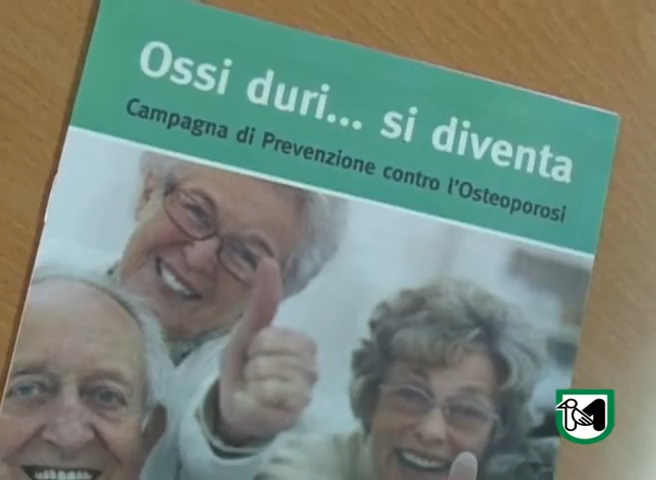 Ossi duri... si diventa
Campagna di Prevenzione contro l'Osteoporosi